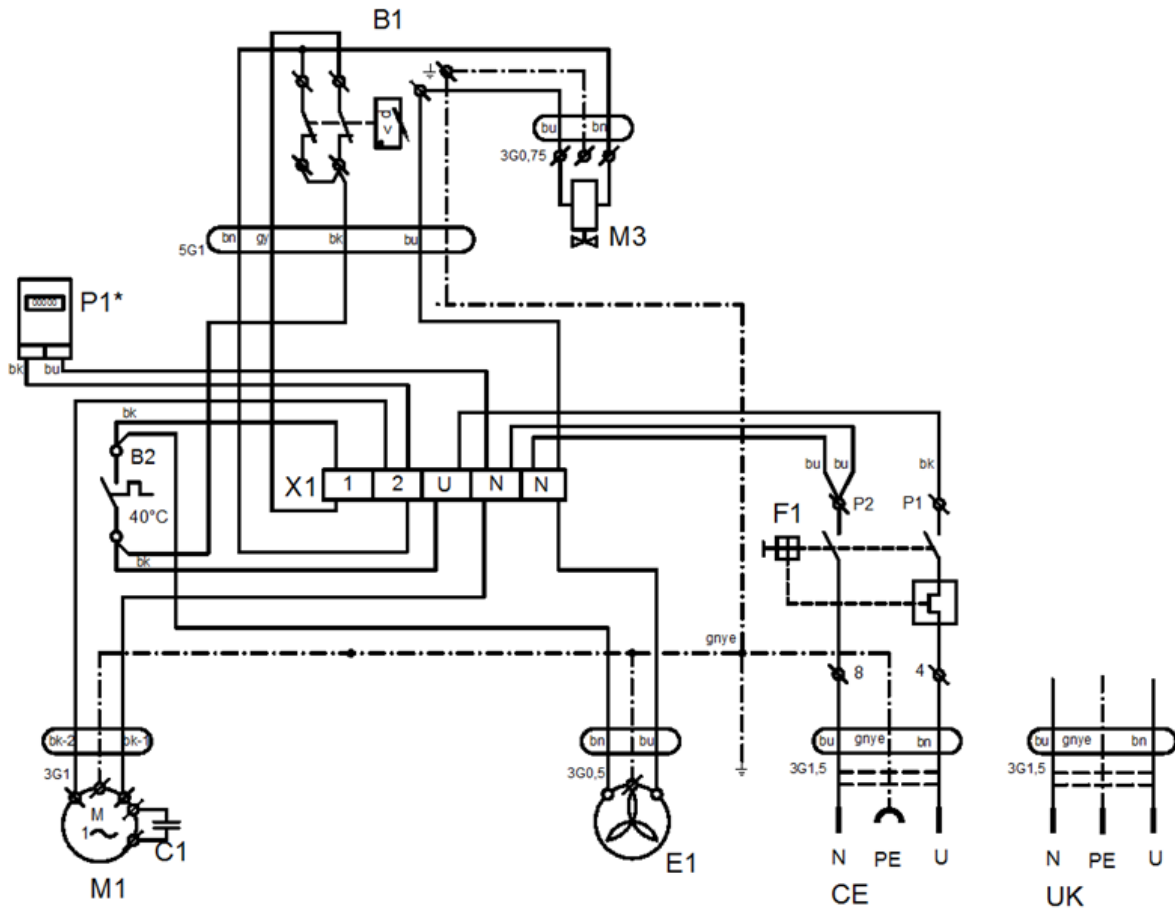 B1
p
>
bu
bn
3G0,75
M3
bn
gy
bk
bu
5G1
00000
P1*
bk
bu
bk
B2
40°C
X1
1
2
U
N
N
bk
bu
bu
bk
P2
P1
F1
gnye
8
4
bk-2
bk-1
3G1
M
1
C1
M1
bn
bu
3G0,5
E1
bu
gnye
bn
3G1,5
N
PE
U
CE
bu
gnye
bn
3G1,5
N
PE
U
UK